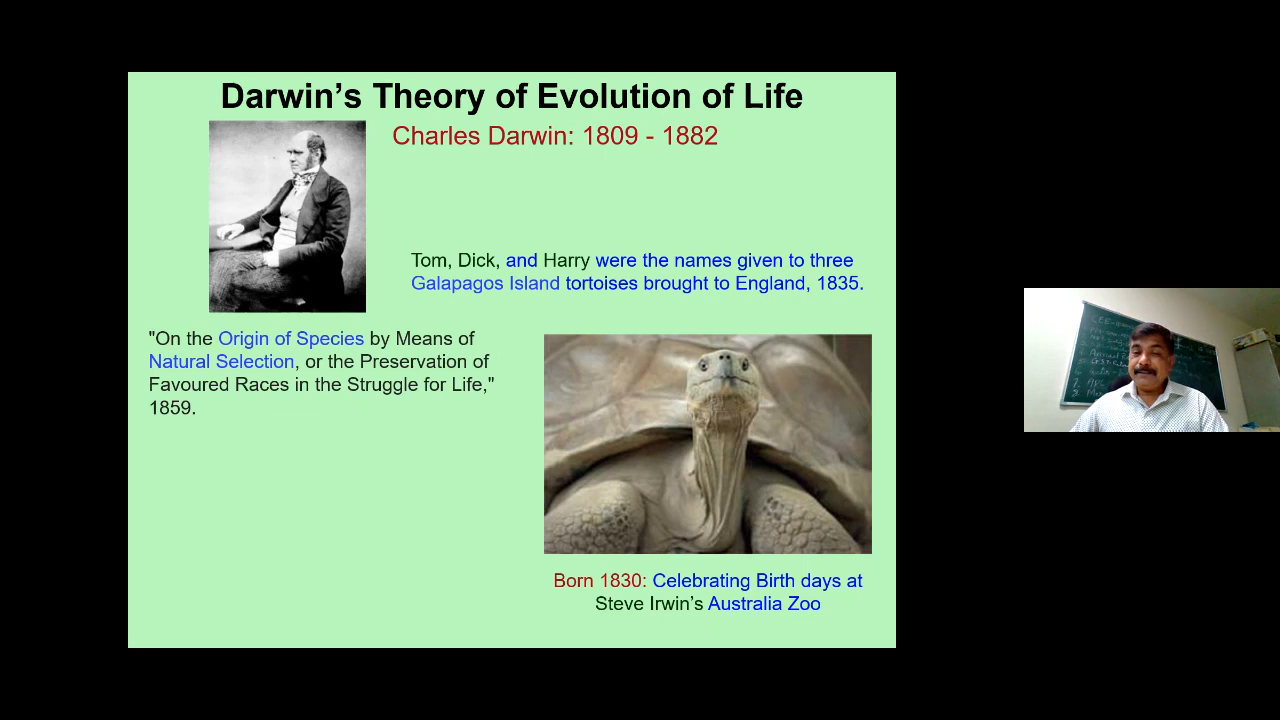 Darwin's Theory of Evolution of Life
Charles Darwin: 1809 - 1882
Tom, Dick, and Harry were the names given to three
Galapagos Island tortoises brought to England, 1835.
"On the Origin of Species by Means of
Natural Selection, or the Preservation of
Favoured Races in the Struggle for Life,"
1859.
Born 1830: Celebrating Birth days at
Steve Irwin's Australia Zoo